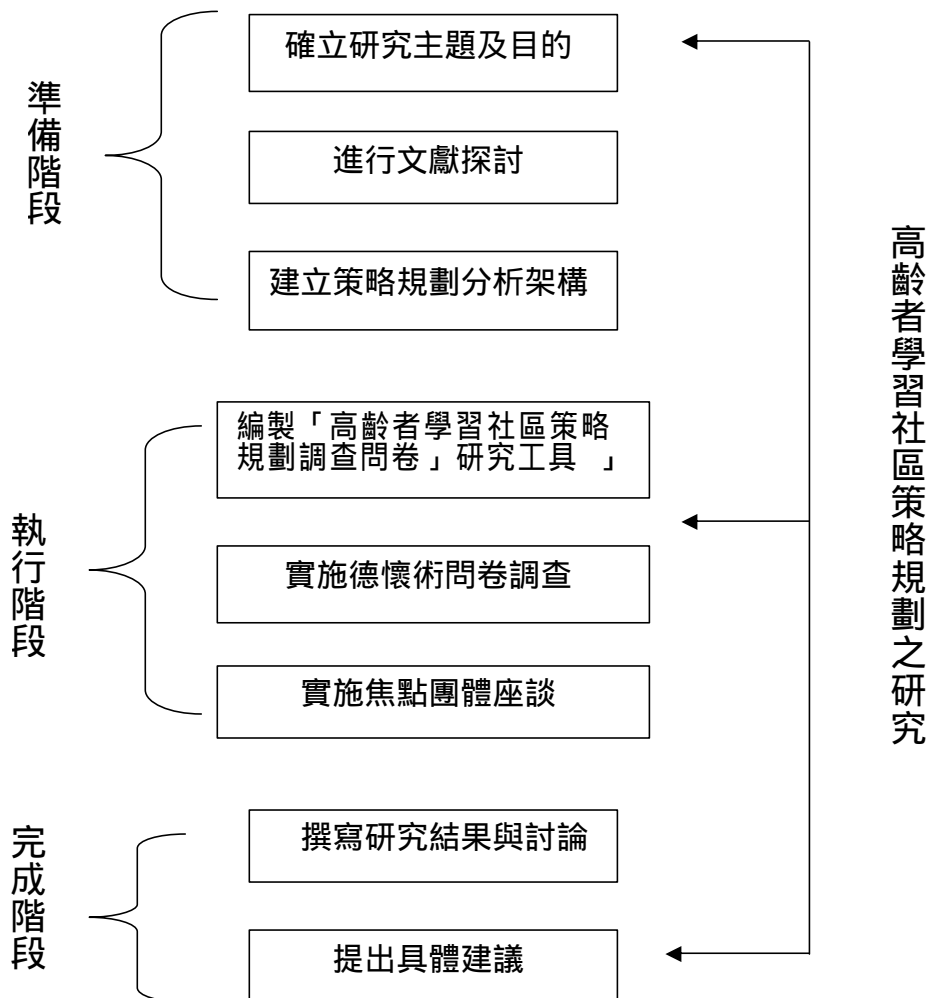 準備階段
確立研究主題及目的
進行文獻探討
建立策略規劃分析架構
執行階段
編製「高齡者學習社區策略
規劃調查問卷」研究工具 」
實施德懷術問卷調查
實施焦點團體座談
完成階段
撰寫研究結果與討論
提出具體建議
高齡者學習社區策略規劃之研究